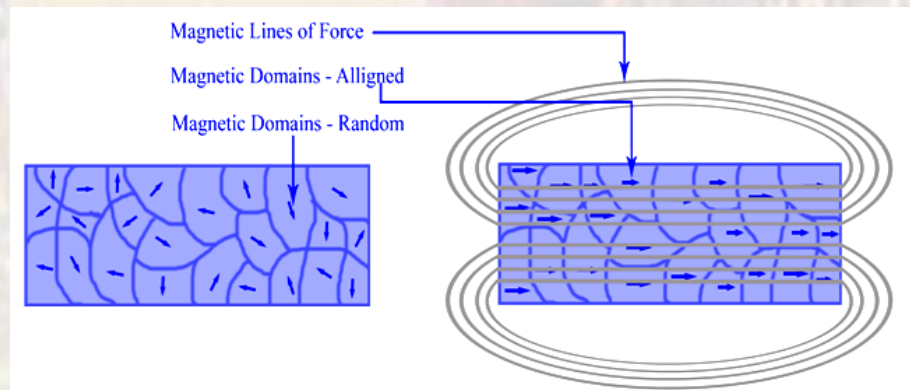 Magnetic Lines of Force
Magnetic Domains - Alligned
Magnetic Domains - Random